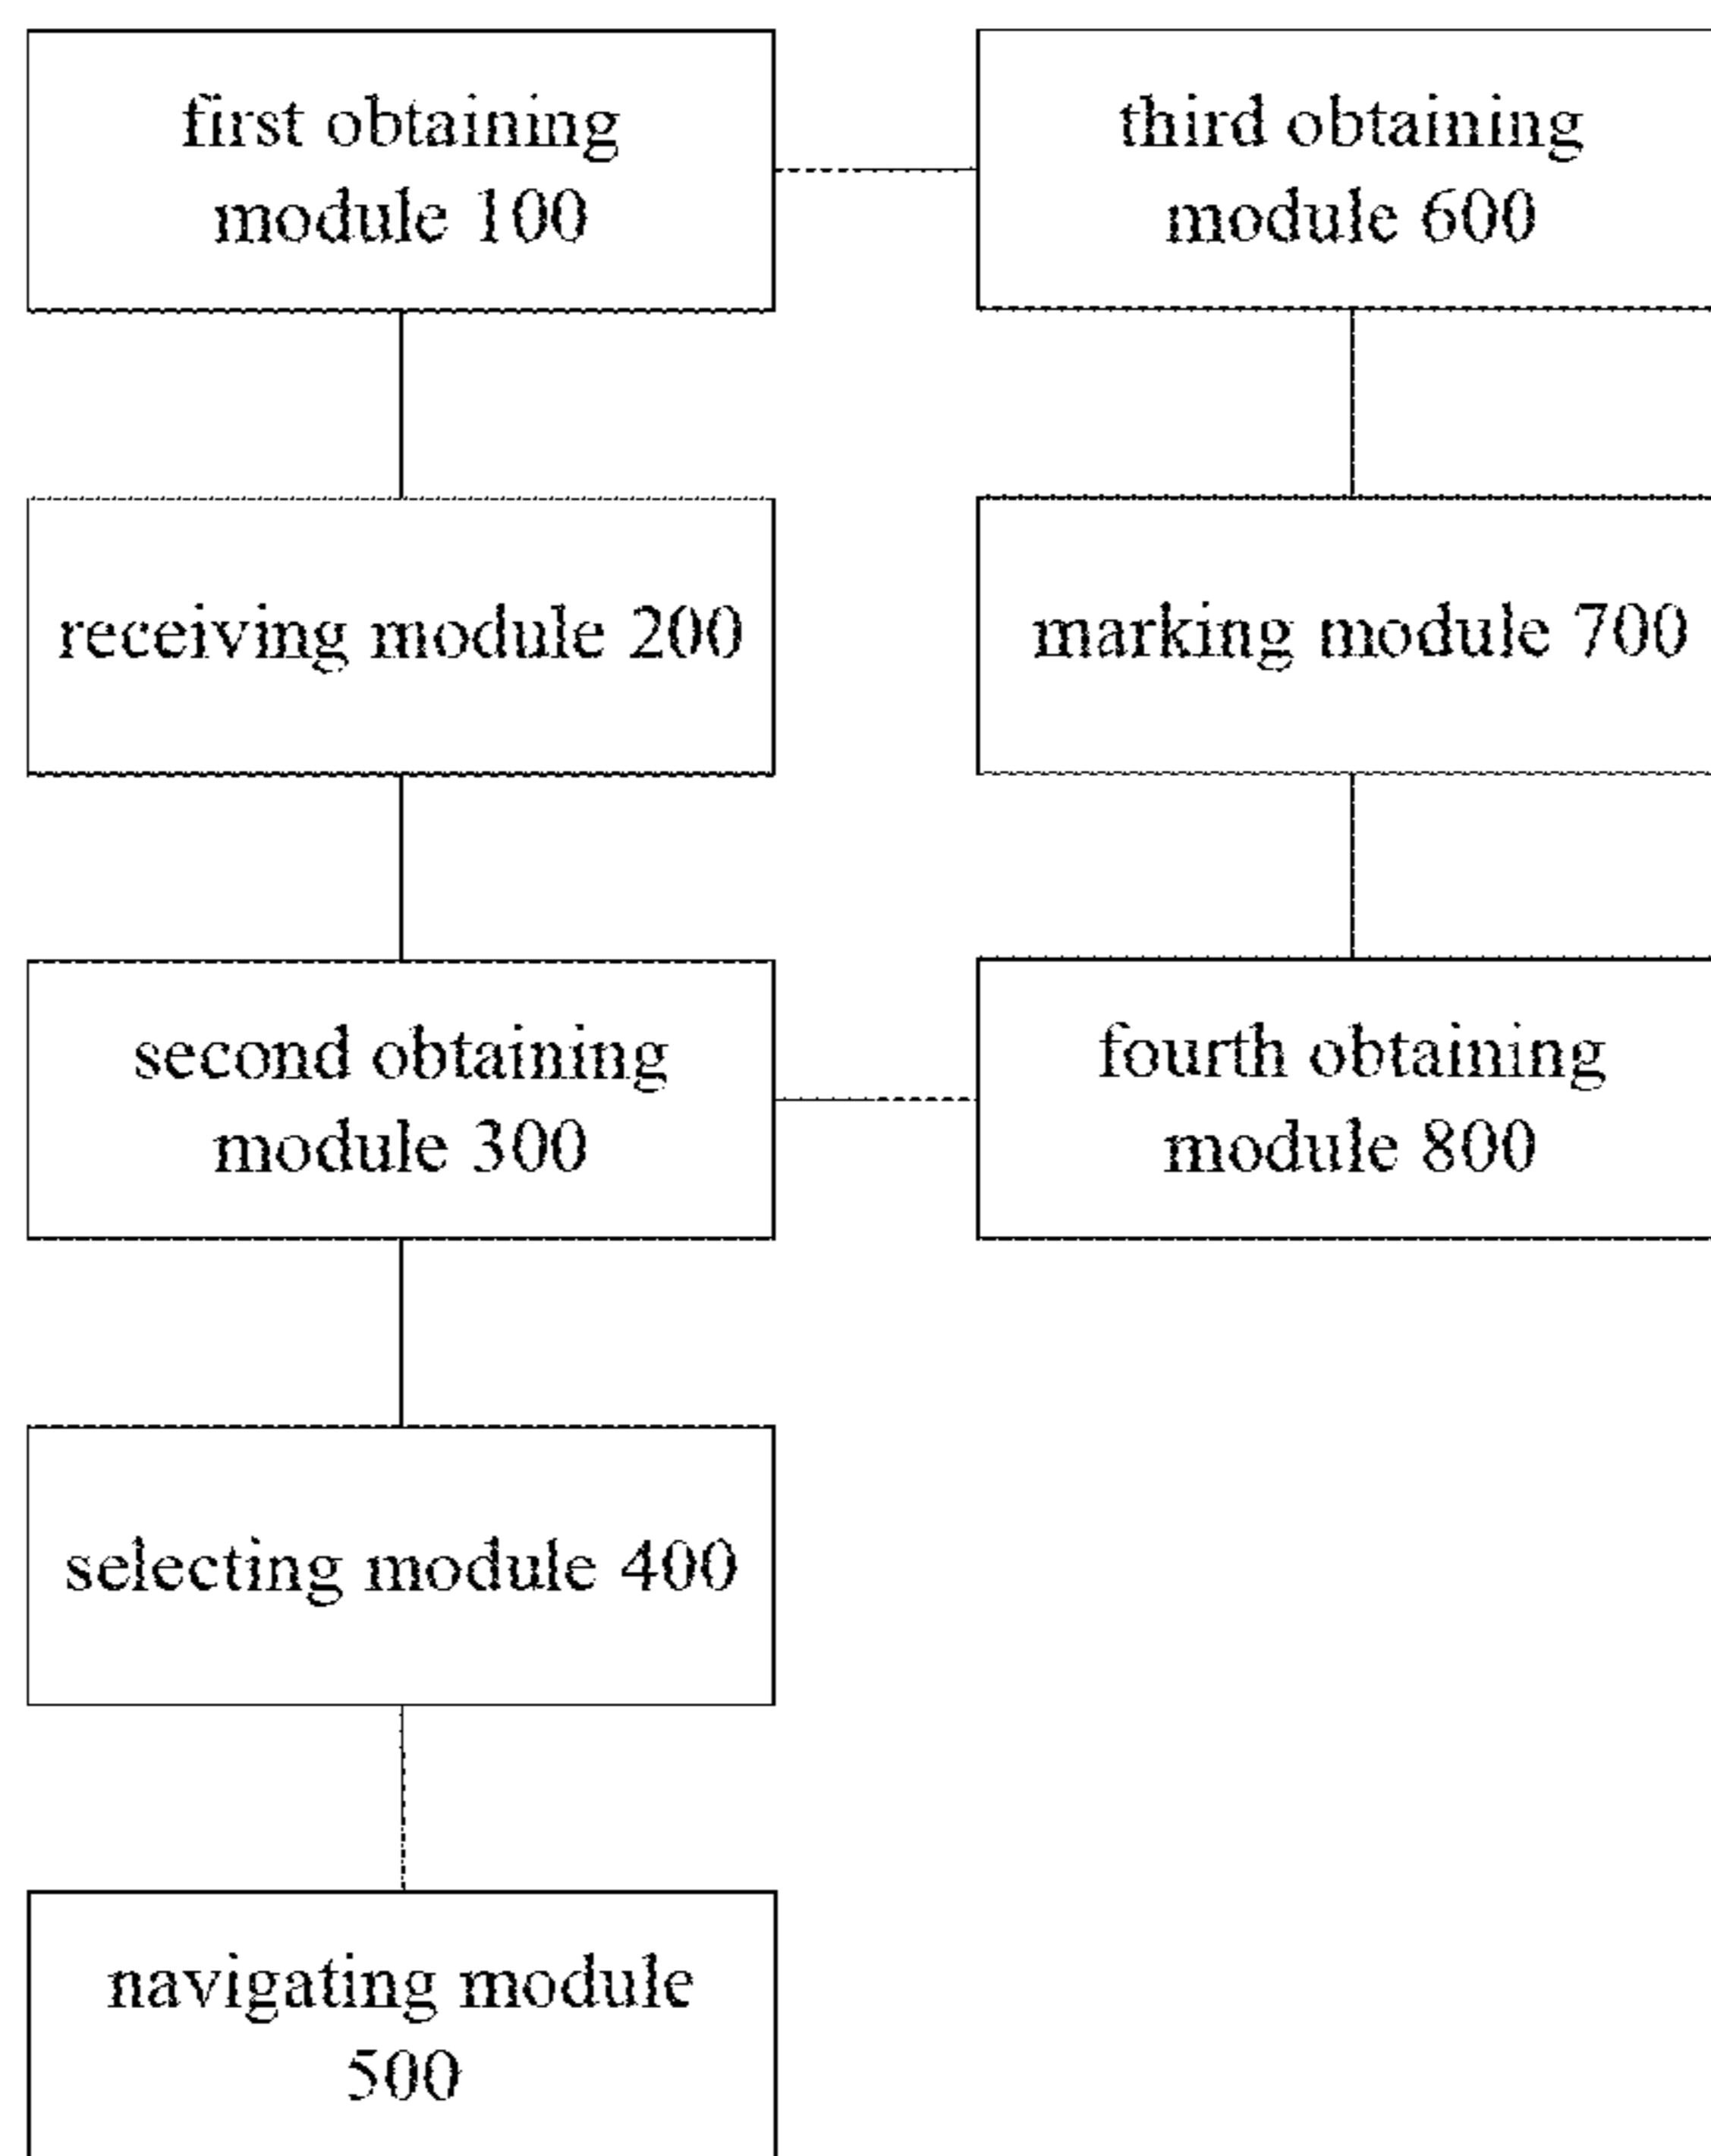 first obtaining
module 100
third obtaining
module 600
receiving module 200
marking module 700
second obtaining
module 300
fourth obtaining
module 800
selecting module 400
navigating module
500